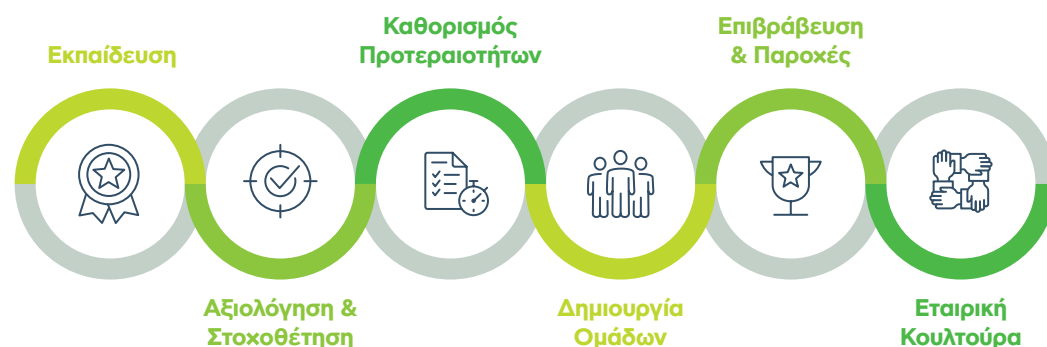 Εκπαίδευση
Αξιολόγηση &
Στοχοθέτηση
Καθορισμός
Προτεραιοτήτων
Δημιουργία
Ομάδων
Επιβράβευση
& Παροχές
Εταιρική
Κουλτούρα